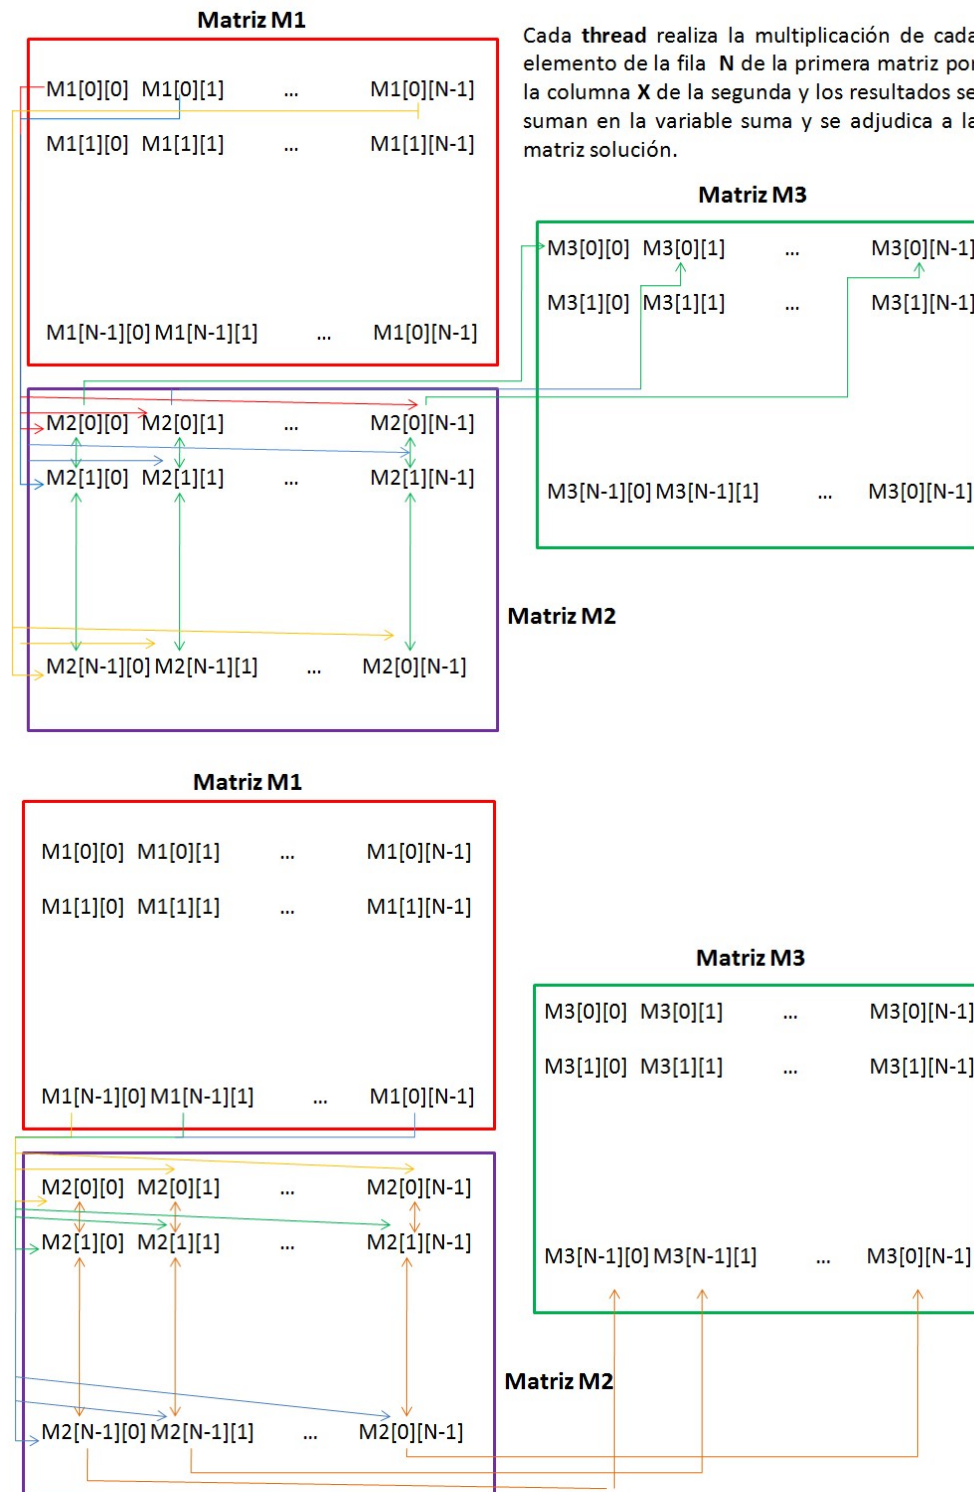 Matriz M1
Cada thread realiza la multiplicación de cada
elemento de la fila N de la primera matriz por
la columna X de la segunda y los resultados se
suman en la variable suma y se adjudica a la
matriz solución.
M1[0][0] M1[0][1] ... M1[0][N-1]
M1[1][0] M1[1][1] ... M1[1][N-1]
M1[N-1][0] M1[N-1][1] ... M1[0][N-1]
Matriz M3
M3[0][0] M3[0][1] ... M3[0][N-1]
M3[1][0] M3[1][1] ... M3[1][N-1]
M3[N-1][0] M3[N-1][1] ... M3[0][N-1]
M2[0][0] M2[0][1] ... M2[0][N-1]
M2[1][0] M2[1][1] ... M2[1][N-1]
M2[N-1][0] M2[N-1][1] ... M2[0][N-1]
Matriz M2
Matriz M1
M1[0][0] M1[0][1] ... M1[0][N-1]
M1[1][0] M1[1][1] ... M1[1][N-1]
M1[N-1][0] M1[N-1][1] ... M1[0][N-1]
Matriz M3
M3[0][0] M3[0][1] ... M3[0][N-1]
M3[1][0] M3[1][1] ... M3[1][N-1]
M3[N-1][0] M3[N-1][1] ... M3[0][N-1]
M2[0][0] M2[0][1] ... M2[0][N-1]
M2[1][0] M2[1][1] ... M2[1][N-1]
M2[N-1][0] M2[N-1][1] ... M2[0][N-1]
Matriz M2